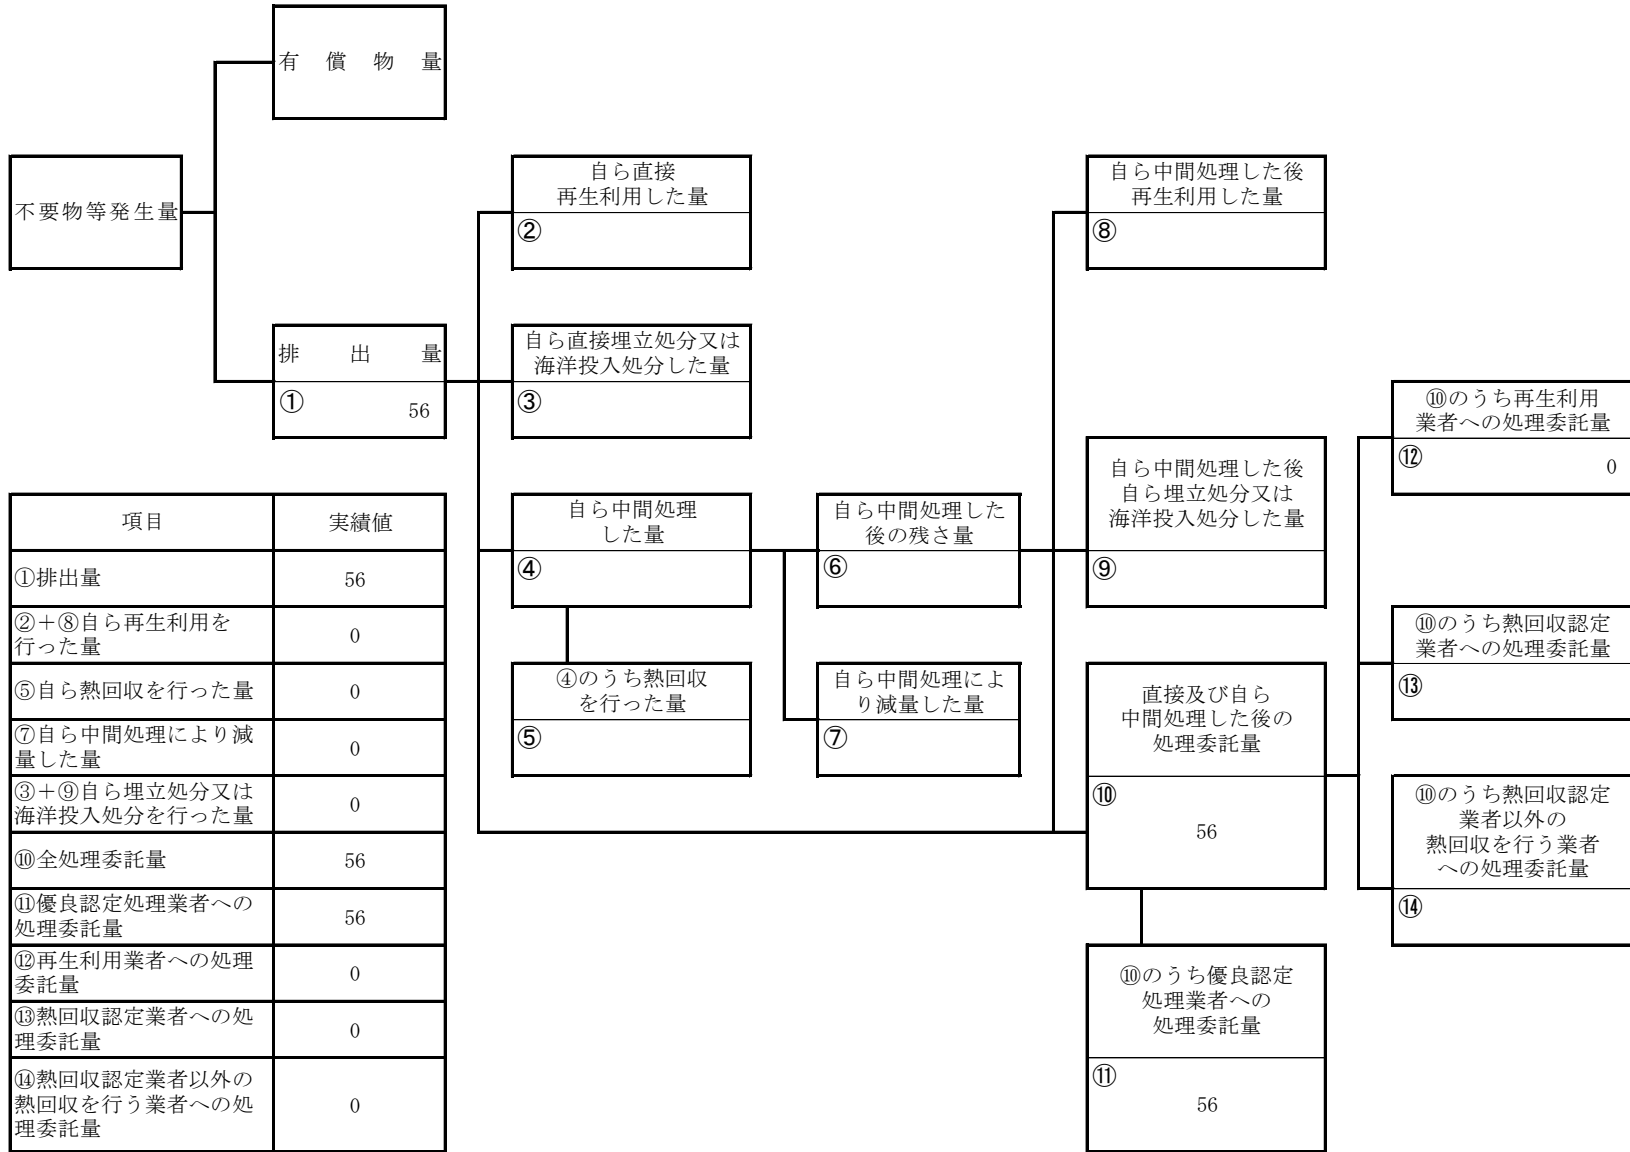 有償物量
不要物等発生量
自ら直接
再生利用した量
②
自ら中間処理した後
再生利用した量
⑧
排出量
①
56
自ら直接埋立処分又は
海洋投入処分した量
③
⑩のうち再生利用
業者への処理委託量
⑫
0
自ら中間処理
した量
④
自ら中間処理した
後の残さ量
⑥
自ら中間処理した後
自ら埋立処分又は
海洋投入処分した量
⑨
④のうち熱回収
を行った量
⑤
自ら中間処理によ
り減量した量
⑦
直接及び自ら
中間処理した後の
処理委託量
⑩
56
⑩のうち熱回収認定
業者への処理委託量
⑬
⑩のうち熱回収認定
業者以外の
熱回収を行う業者
への処理委託量
⑭
⑩のうち優良認定
処理業者への
処理委託量
⑪
56
項目 実績値
①排出量 56
②＋⑧自ら再生利用を
行った量 0
⑤自ら熱回収を行った量 0
⑦自ら中間処理により減
量した量 0
③＋⑨自ら埋立処分又は
海洋投入処分を行った量 0
⑩全処理委託量 56
⑪優良認定処理業者への
処理委託量 56
⑫再生利用業者への処理
委託量 0
⑬熱回収認定業者への処
理委託量 0
⑭熱回収認定業者以外の
熱回収を行う業者への処
理委託量 0